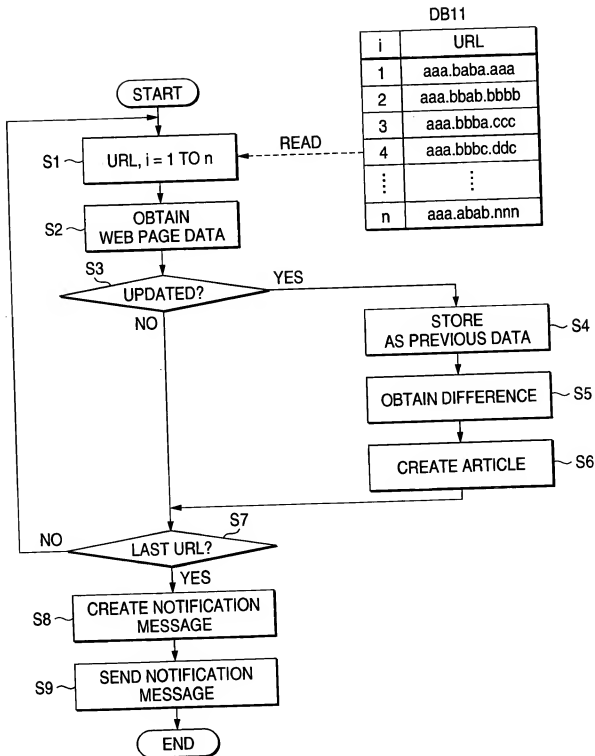 DB11
i URL
1 aaa.baba.aaa
2 aaa.bbab.bbbb
3 aaa.bbba.ccc
4 aaa.bbbc.ddc
n aaa.abab.nnn
START
READ
S1 URL, i = 1 TO n
S2 OBTAIN
WEB PAGE DATA
S3
UPDATED?
YES
NO
STORE
AS PREVIOUS DATA
S4
OBTAIN DIFFERENCE
S5
CREATE ARTICLE
S6
S7
NO
LAST URL?
YES
S8 CREATE NOTIFICATION
MESSAGE
S9 SEND NOTIFICATION
MESSAGE
END